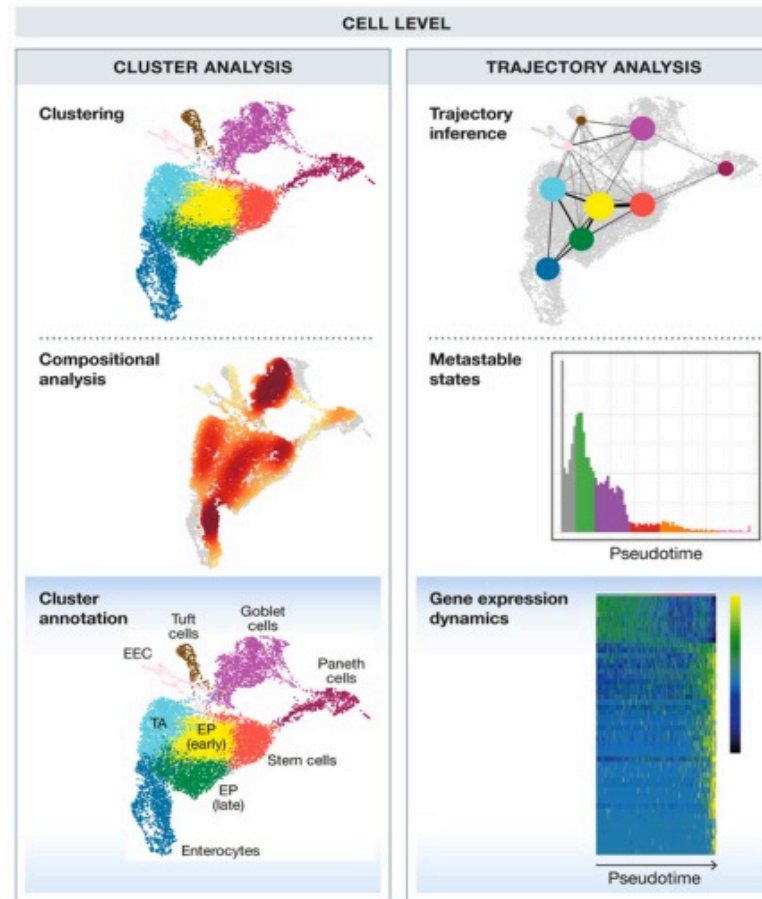 CELL LEVEL
CLUSTER ANALYSIS
Clustering
Compositional
analysis
Cluster
annotation
Tuft
cells
Goblet
cells
EEC
Paneth
cells
TA
EP
(early)
Stem cells
EP
(late)
Enterocytes
TRAJECTORY ANALYSIS
Trajectory
inference
Metastable
states
Pseudotime
Gene expression
dynamics
Pseudotime